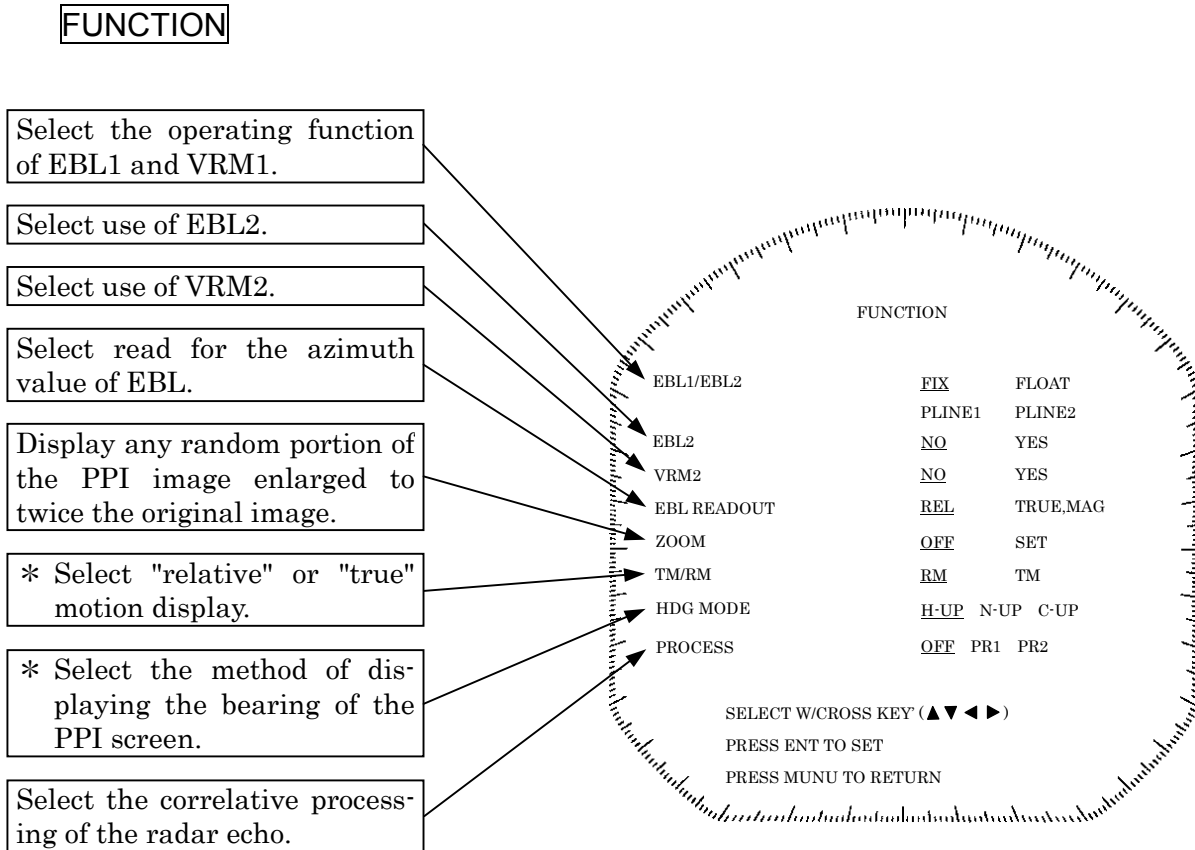 FUNCTION
Select the operating function
of EBL1 and VRM1.
Select use of EBL2.
Select use of VRM2.
Select read for the azimuth
value of EBL.
Display any random portion of
the PPI image enlarged to
twice the original image.
* Select "relative" or "true"
motion display.
* Select the method of dis-
playing the bearing of the
PPI screen.
Select the correlative process-
ing of the radar echo.
FUNCTION
EBL1/EBL2 FIX FLOAT
PLINE1 PLINE2
EBL2 NO YES
VRM2 NO YES
EBL READOUT REL TRUE,MAG
ZOOM OFF SET
TM/RM RM TM
HDG MODE H-UP N-UP C-UP
PROCESS OFF PR1 PR2
SELECT W/CROSS KEY' (▲ ▼ ◀ ▶)
PRESS ENT TO SET
PRESS MUNU TO RETURN